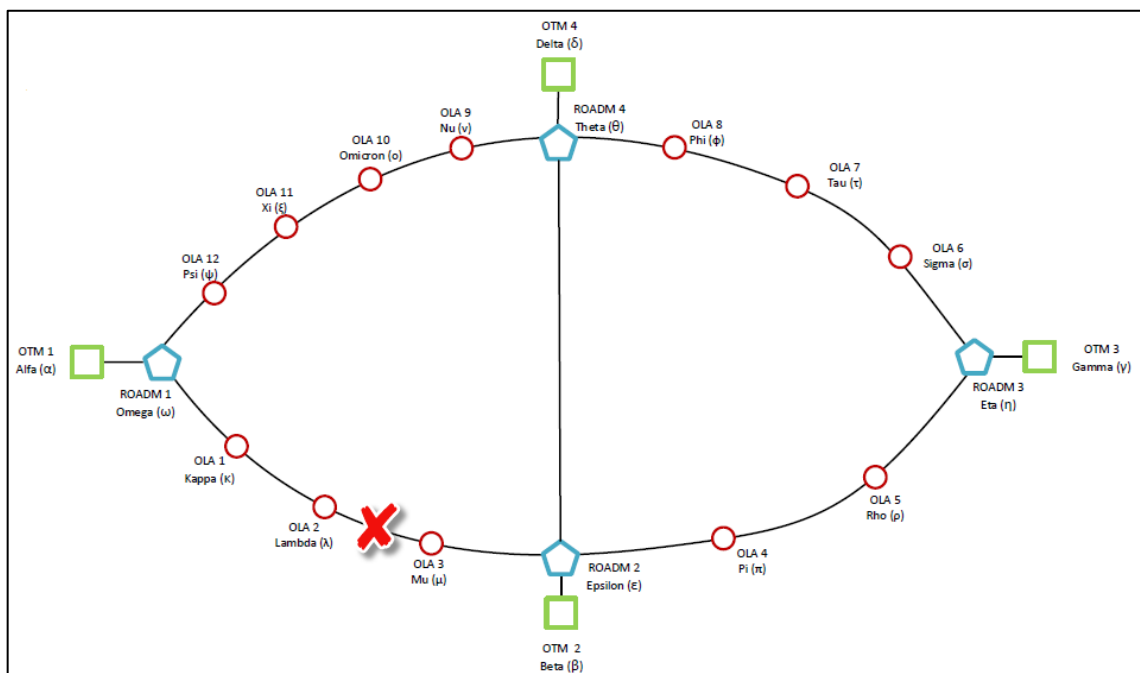 OTM 4
Delta (δ)
OLA 9
Nu (ν)
ROADM 4
Theta (θ)
OLA 8
Phi (ϕ)
OLA 10
Omicron (ο)
OLA 7
Tau (τ)
OLA 11
Xi (ξ)
OLA 6
Sigma (σ)
OLA 12
Psi (ψ)
OTM 1
Alfa (α)
OTM 3
Gamma (γ)
ROADM 1
Omega (ω)
ROADM 3
Eta (η)
OLA 1
Kappa (κ)
OLA 5
Rho (ρ)
OLA 2
Lambda (λ)
OLA 3
Mu (μ)
ROADM 2
Epsilon (ε)
OLA 4
Pi (π)
OTM 2
Beta (β)